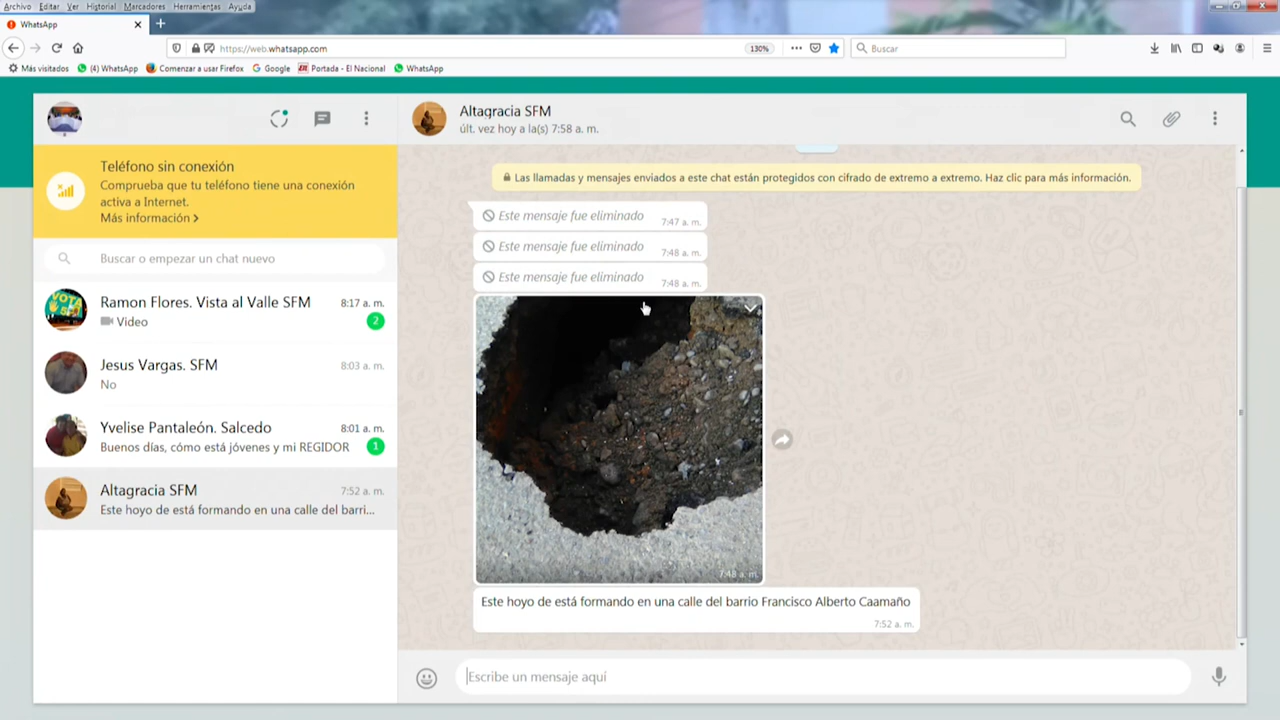 Archivo Editar Ver Historial Marcadores Herramientas Ayuda
WhatsApp
https://web.whatsapp.com
130%
Buscar
Más visitados
(4) WhatsApp
Comenzar a usar Firefox
Google
Portada - El Nacional
WhatsApp
Teléfono sin conexión
Comprueba que tu teléfono tiene una conexión
activa a Internet.
Más información
Buscar o empezar un chat nuevo
Ramon Flores. Vista al Valle SFM
8:17 a. m.
Video
2
Jesus Vargas. SFM
8:03 a. m.
No
Yvelise Pantaleón. Salcedo
8:01 a. m.
Buenos días, cómo está jóvenes y mi REGIDOR
1
Altagracia SFM
7:52 a. m.
Este hoyo de está formando en una calle del barri...
Altagracia SFM
últ. vez hoy a la(s) 7:58 a. m.
Las llamadas y mensajes enviados a este chat están protegidos con cifrado de extremo a extremo. Haz clic para más información.
Este mensaje fue eliminado
7:47 a. m.
Este mensaje fue eliminado
7:48 a. m.
Este mensaje fue eliminado
7:48 a. m.
7:48 a. m.
Este hoyo de está formando en una calle del barrio Francisco Alberto Caamaño
7:52 a. m.
Escribe un mensaje aquí